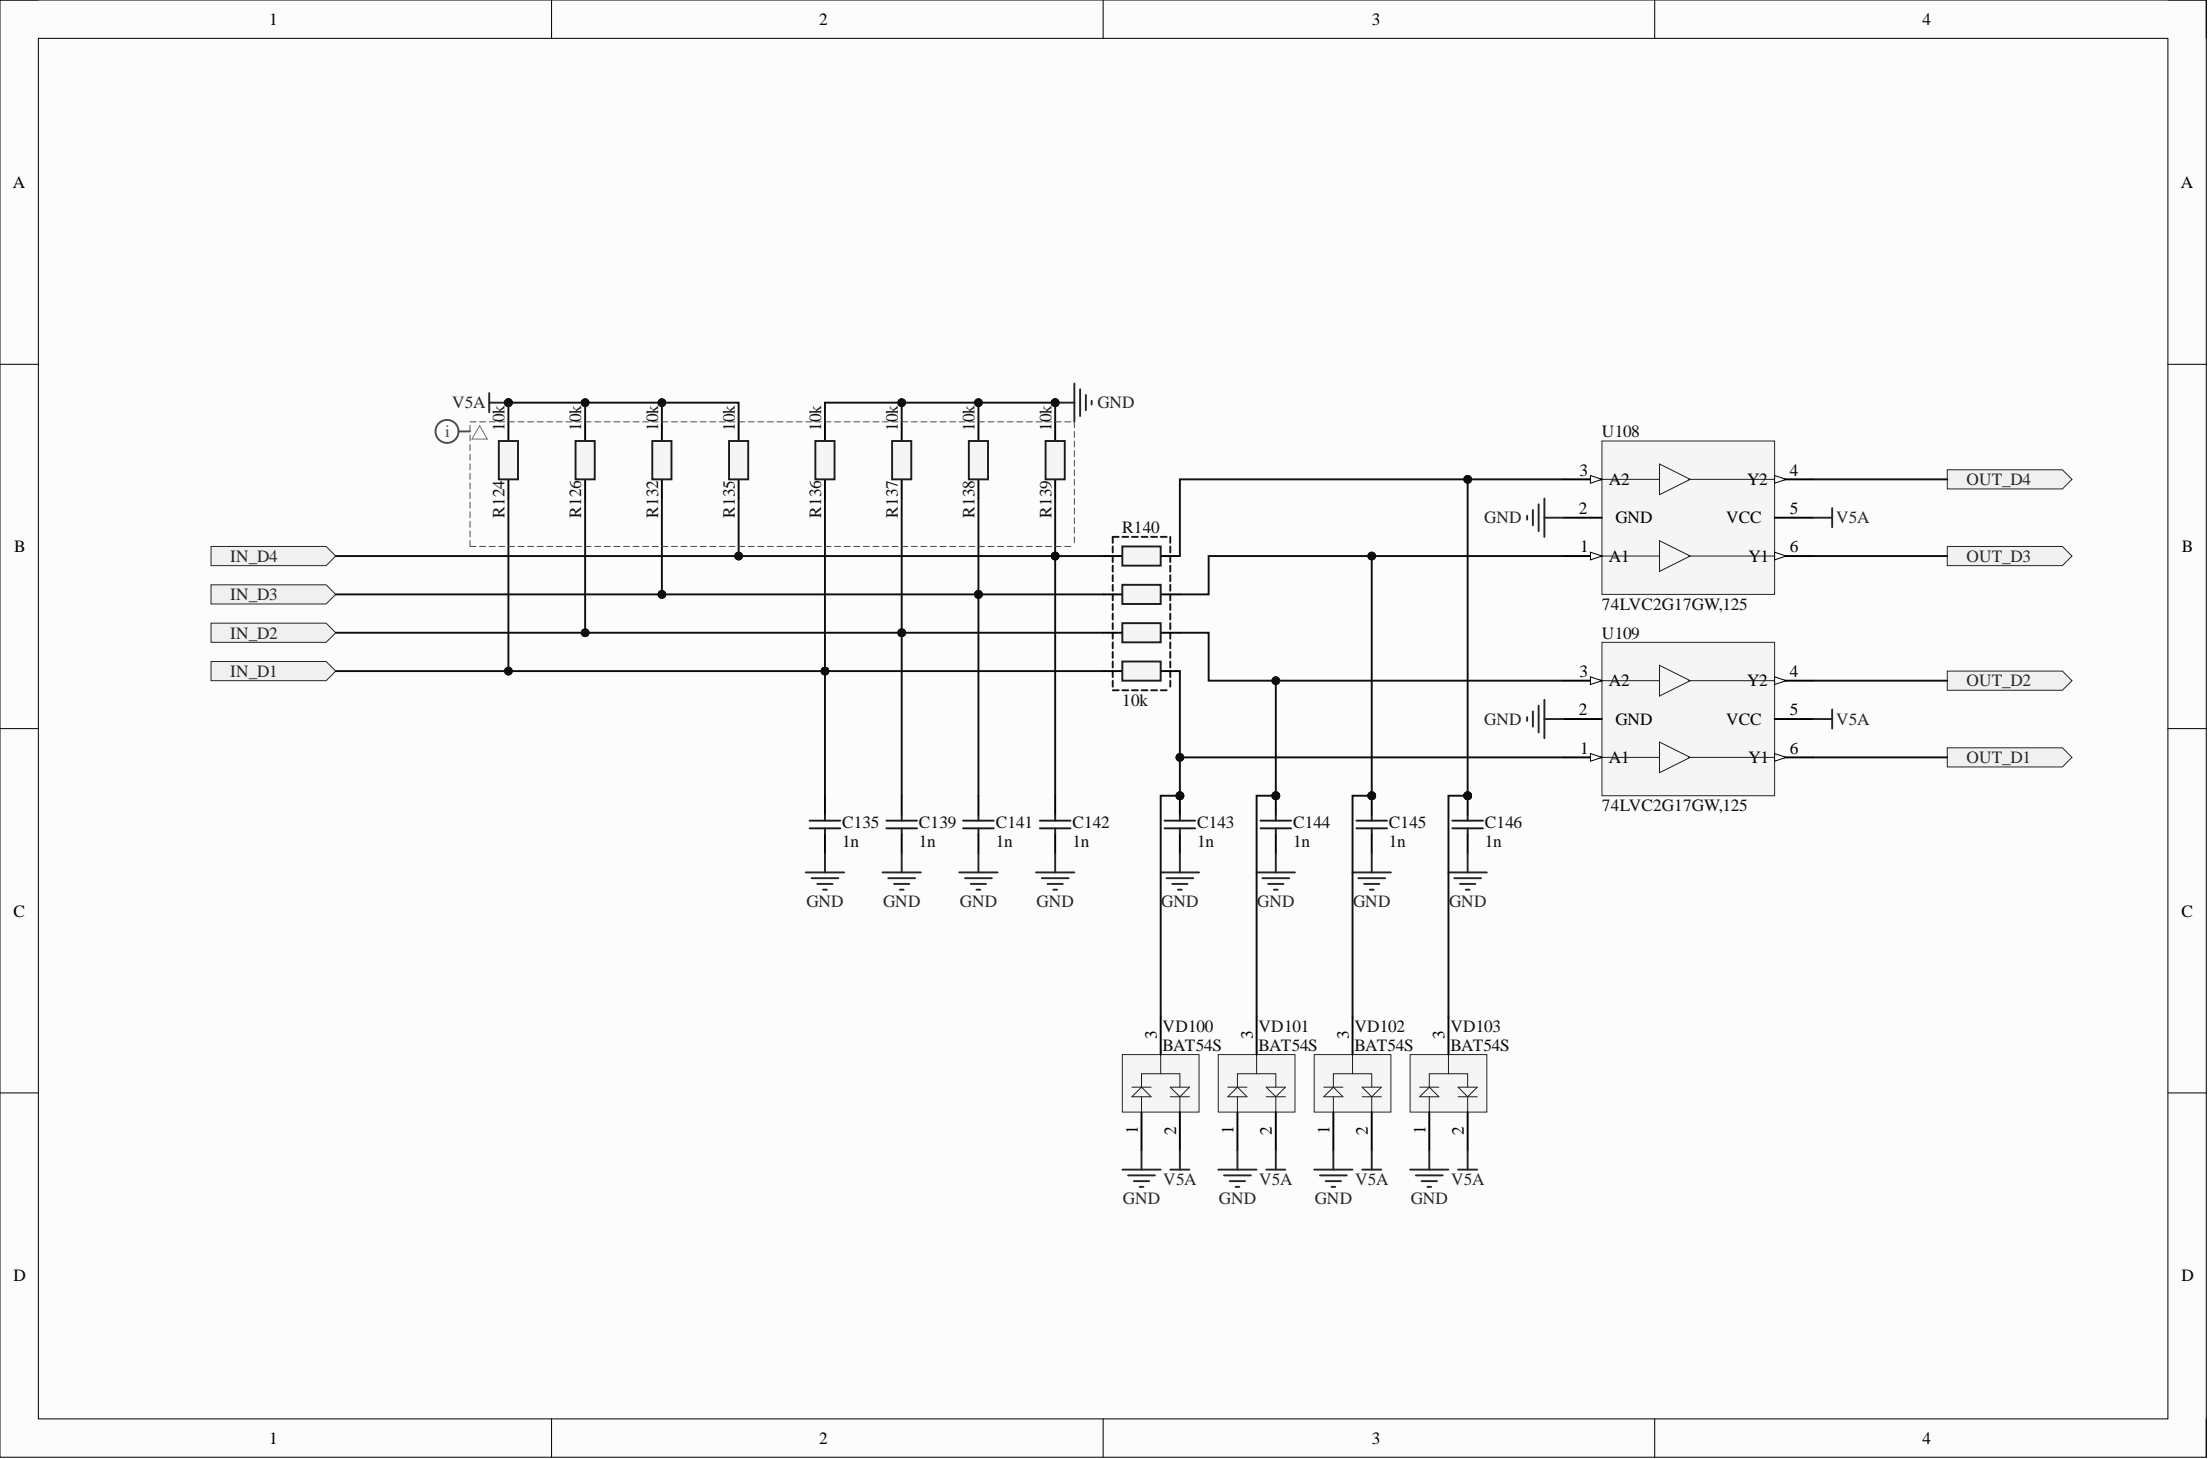 1 2 3 4
A A
V5A 10k 10k 10k 10k 10k 10k 10k 10k GND
i
R124 R126 R132 R135 R136 R137 R138 R139
U108
3 A2 Y2 4 OUT_D4
GND 2 GND VCC 5 V5A
R140
B B
IN_D4 1 A1 Y1 6 OUT_D3
IN_D3
74LVC2G17GW,125
IN_D2 U109
IN_D1 3 A2 Y2 4 OUT_D2
10k
GND 2 GND VCC 5 V5A
1 A1 Y1 6 OUT_D1
74LVC2G17GW,125
C135 C139 C141 C142 C143 C144 C145 C146
1n 1n 1n 1n 1n 1n 1n 1n
GND GND GND GND GND GND GND GND
C C
VD100 VD101 VD102 VD103
3 3 3 3
BAT54S BAT54S BAT54S BAT54S
1 2 1 2 1 2 1 2
V5A V5A V5A V5A
GND GND GND GND
D D
1 2 3 4